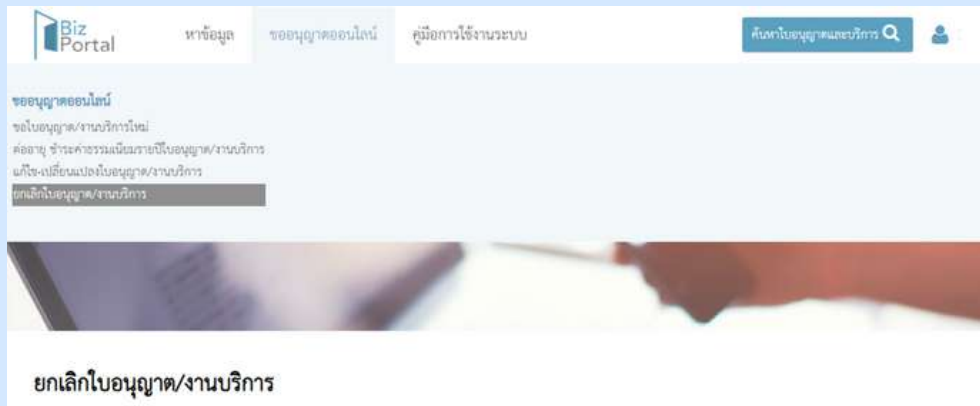 Biz
Portal
หาข้อมูล
ขออนุญาตออนไลน์
คู่มือการใช้งานระบบ
ค้นหาใบอนุญาตและบริการ
ขออนุญาตออนไลน์
ขอใบอนุญาต/งานบริการใหม่
ต่ออายุ ชำระค่าธรรมเนียมรายปีใบอนุญาต/งานบริการ
แก้ไข-เปลี่ยนแปลงใบอนุญาต/งานบริการ
ยกเลิกใบอนุญาต/งานบริการ
ยกเลิกใบอนุญาต/งานบริการ